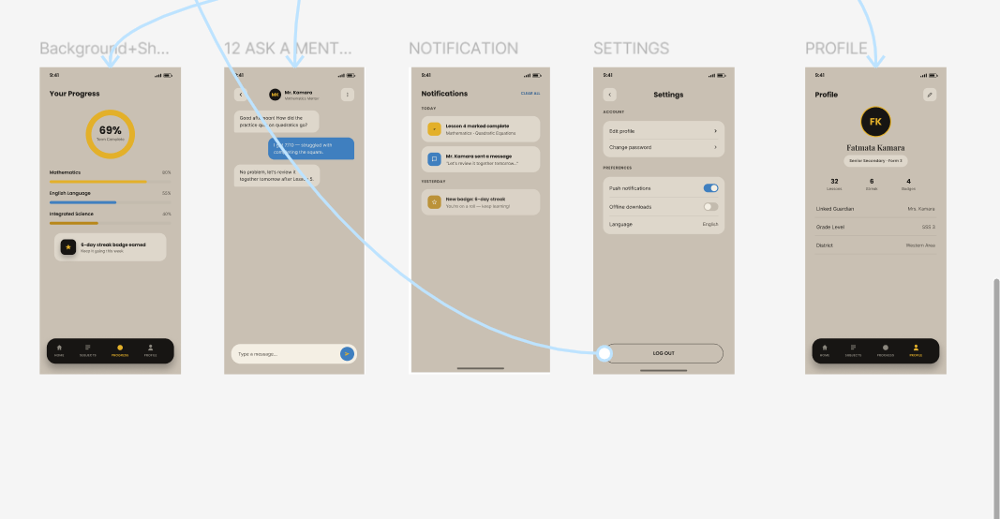 Background+Sh...
9:41
Your Progress
69%
Term Complete
Mathematics 80%
English Language 55%
Integrated Science 40%
6-day streak badge earned
Keep it going this week
HOME SUBJECTS PROGRESS PROFILE
12 ASK A MENT...
9:41
MK
Mr. Kamara
Mathematics Mentor
Good afternoon! How did the
practice quiz on quadratics go?
I got 7/10 — struggled with
completing the square.
No problem, let's review it
together tomorrow after Lesson 5.
Type a message...
NOTIFICATION
9:41
Notifications
CLEAR ALL
TODAY
Lesson 4 marked complete
Mathematics · Quadratic Equations
Mr. Kamara sent a message
"Let's review it together tomorrow..."
YESTERDAY
New badge: 6-day streak
You're on a roll — keep learning!
SETTINGS
9:41
Settings
ACCOUNT
Edit profile
Change password
PREFERENCES
Push notifications
Offline downloads
Language English
LOG OUT
PROFILE
9:41
Profile
FK
Fatmata Kamara
Senior Secondary · Form 3
32 6 4
Lessons Streak Badges
Linked Guardian Mrs. Kamara
Grade Level SSS 3
District Western Area
HOME SUBJECTS PROGRESS PROFILE